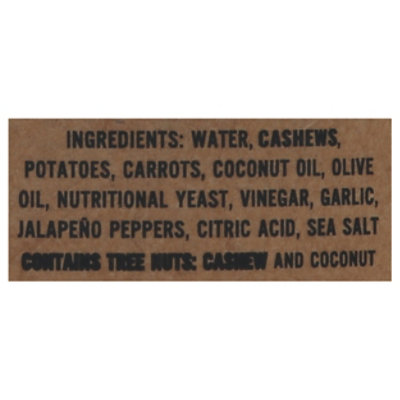 INGREDIENTS: WATER, CASHEWS,
POTATOES, CARROTS, COCONUT OIL, OLIVE
OIL, NUTRITIONAL YEAST, VINEGAR, GARLIC,
JALAPEÑO PEPPERS, CITRIC ACID, SEA SALT
CONTAINS TREE NUTS: CASHEW AND COCONUT